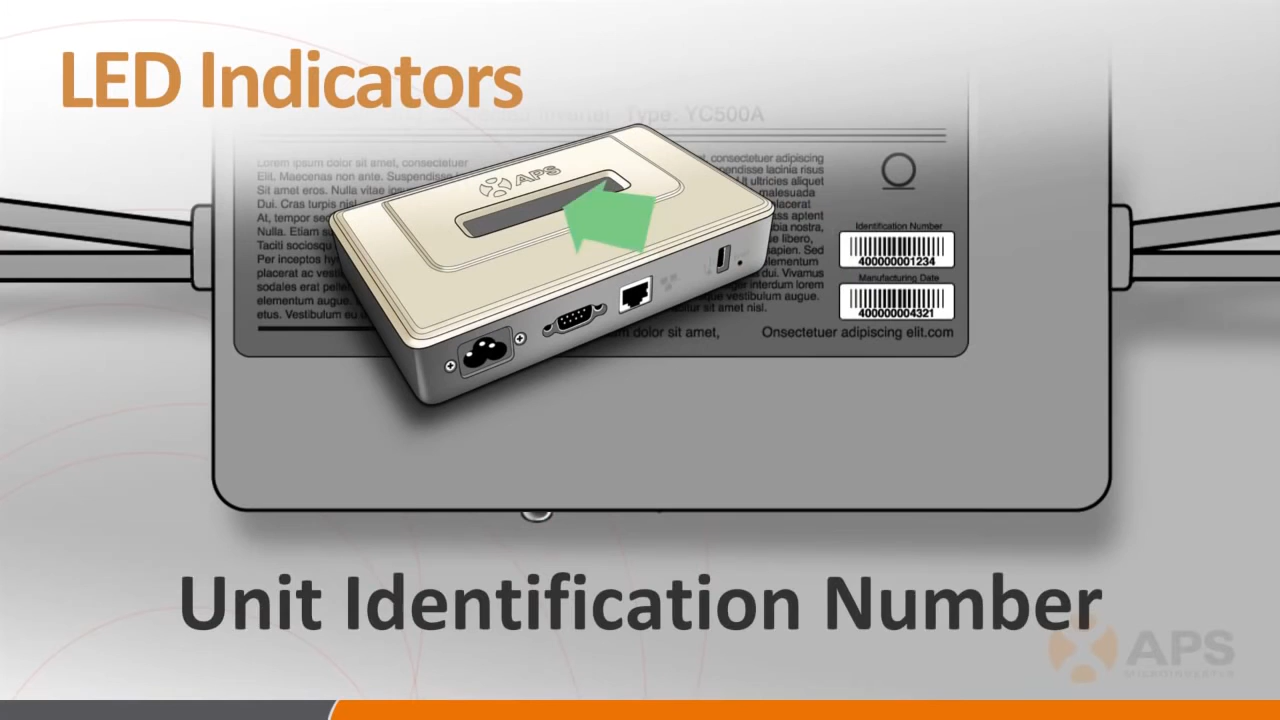 LED Indicators
Inverter Type: YC500A
Lorem ipsum dolor sit amet, consectetuer
Elit. Maecenas non ante. Suspendisse
Sit amet eros. Nulla vitae
Dui. Cras turpis nisl
At, tempor
Nulla. Etiam
Taciti sociosqu
Per inceptos
placerat ac
sodales erat
elementum augue.
etus. Vestibulum eu
consectetuer adipiscing
lacinia risus
ultricies aliquet
malesuada
placerat
aptent
nostra,
libero,
sapien. Sed
elementum
dui. Vivamus
interdum lorem
vestibulum augue.
sit amet nisl.
dolor sit amet,
Onsectetuer adipiscing elit.com
APS
Identification Number
400000001234
Manufacturing Date
400000004321
Unit Identification Number
APS
MICROINVERTER